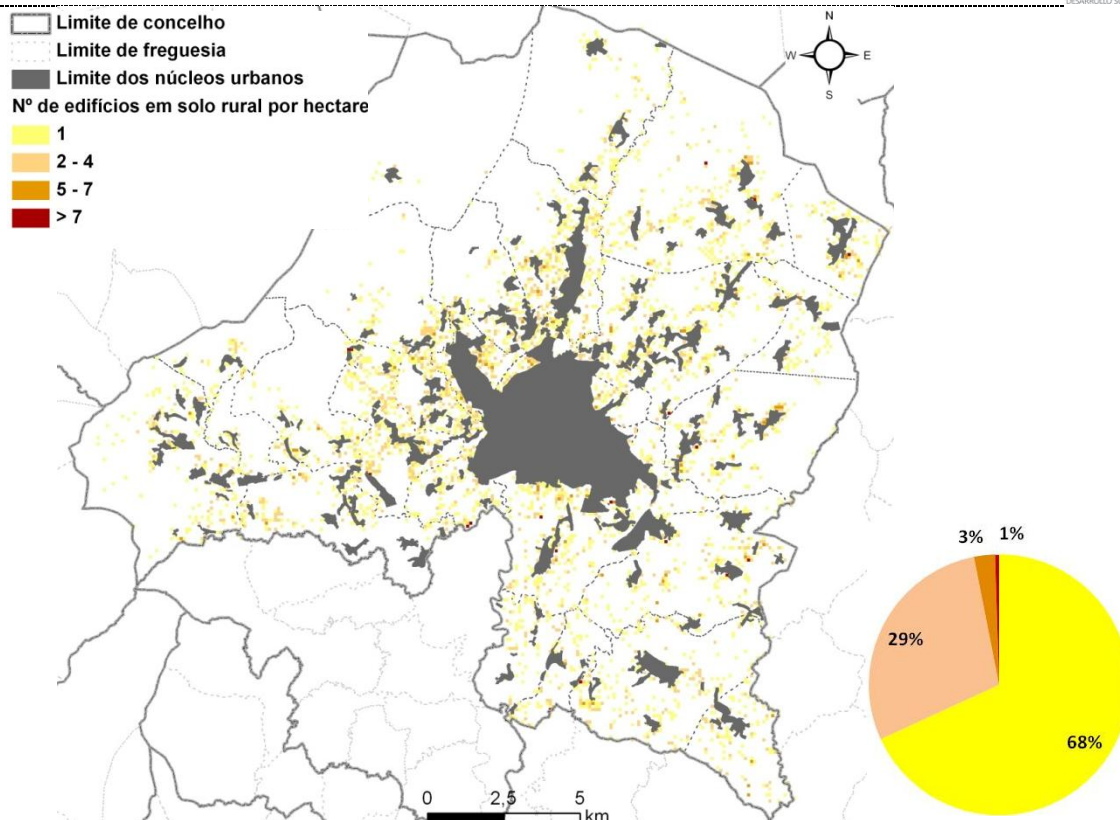 Limite de concelho
Limite de freguesia
Limite dos núcleos urbanos
Nº de edifícios em solo rural por hectare
1
2 - 4
5 - 7
> 7
N
W
E
S
3%
1%
29%
68%
0
2,5
5
km